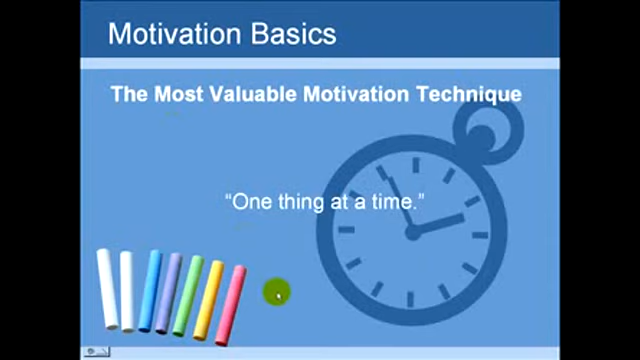 Motivation Basics
The Most Valuable Motivation Technique
“One thing at a time.”